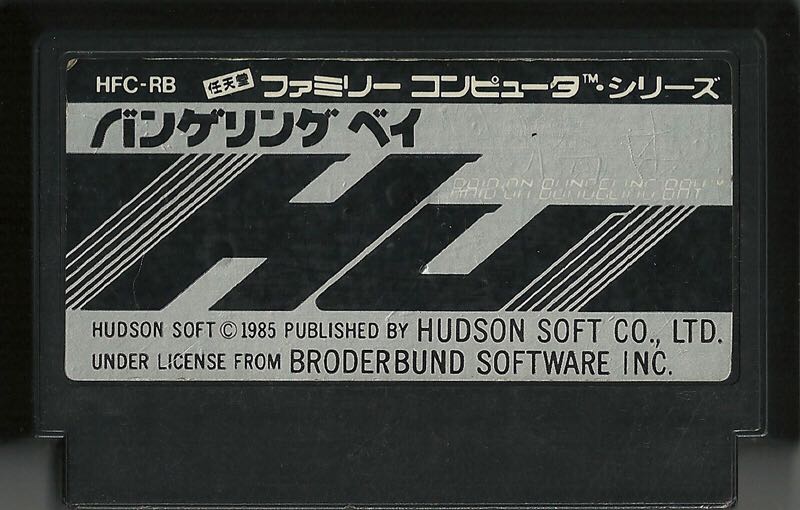 HFC-RB 任天堂 ファミリー コンピュータ™・シリーズ
バンゲリング ベイ
RAID ON BUNGELING BAY™
HU
HUDSON SOFT © 1985 PUBLISHED BY HUDSON SOFT CO., LTD.
UNDER LICENSE FROM BRODERBUND SOFTWARE INC.